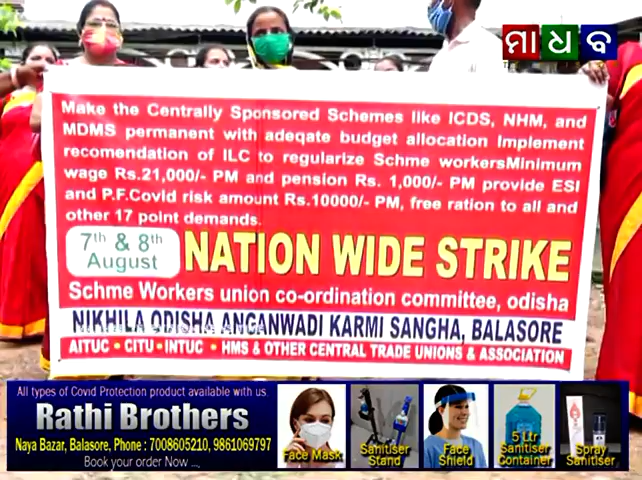 ମାଧବ
Make the Centrally Sponsored Schemes like ICDS, NHM, and
MDMS permanent with adeqate budget allocation Implement
recomendation of ILC to regularize Schme workersMinimum
wage Rs.21,000/- PM and pension Rs. 1,000/- PM provide ESI
and P.F.Covid risk amount Rs.10000/- PM, free ration to all and
other 17 point demands.
7th & 8th
August
NATION WIDE STRIKE
Schme Workers union co-ordination committee, odisha
NIKHILA ODISHA ANGANWADI KARMI SANGHA, BALASORE
AITUC • CITU • INTUC • HMS & OTHER CENTRAL TRADE UNIONS & ASSOCIATION
All types of Covid Protection product available with us.
Rathi Brothers
Naya Bazar, Balasore, Phone : 7008605210, 9861069797
Book your order Now ...
Face Mask
Sanitiser
Stand
Face
Shield
5 Ltr
Sanitiser
Container
Spray
Sanitiser